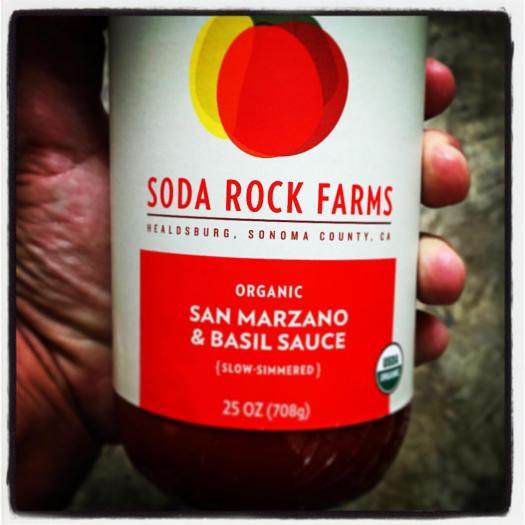 SODA ROCK FARMS
HEALDSBURG, SONOMA COUNTY, CA
ORGANIC
SAN MARZANO
& BASIL SAUCE
{SLOW-SIMMERED}
USDA
ORGANIC
25 OZ (708g)